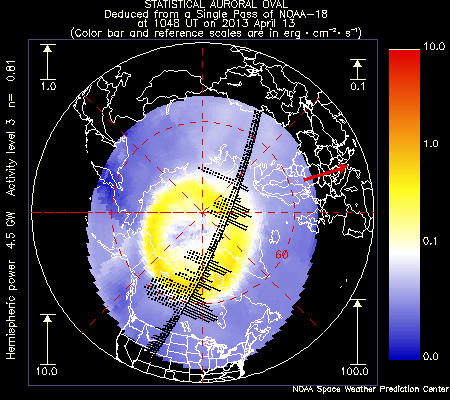 STATISTICAL AURORAL OVAL
Deduced from a Single Pass of NOAA-18
at 1048 UT on 2013 April 13
(Color bar and reference scales are in erg·cm⁻²·s⁻¹)
1.0
0.1
10.0
1.0
0.1
0.0
60
10.0
100.0
Hemispheric power 4.5 GW Activity level 3 n= 0.81
NOAA Space Weather Prediction Center